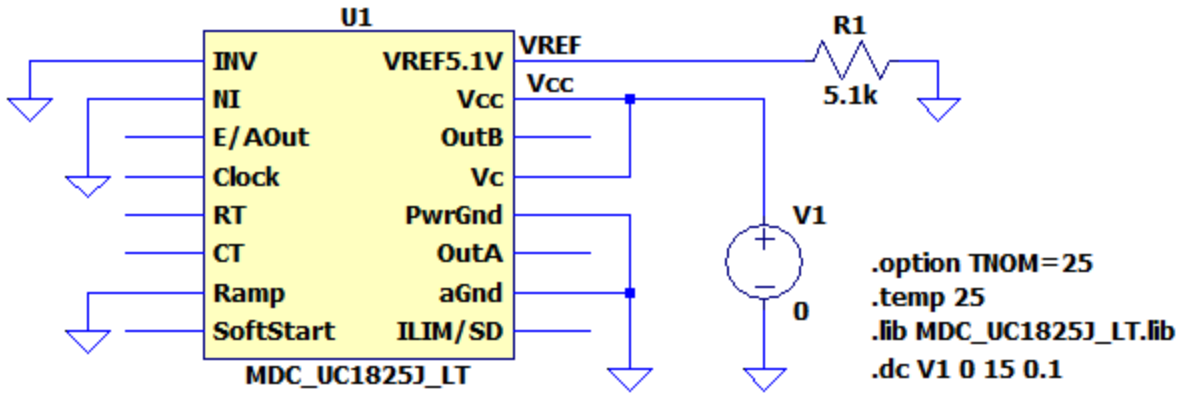 U1
INV
VREF5.1V
VREF
R1
5.1k
NI
Vcc
Vcc
E/AOut
OutB
Clock
Vc
RT
PwrGnd
V1
CT
OutA
Ramp
aGnd
0
SoftStart
ILIM/SD
MDC_UC1825J_LT
.option TNOM=25
.temp 25
.lib MDC_UC1825J_LT.lib
.dc V1 0 15 0.1